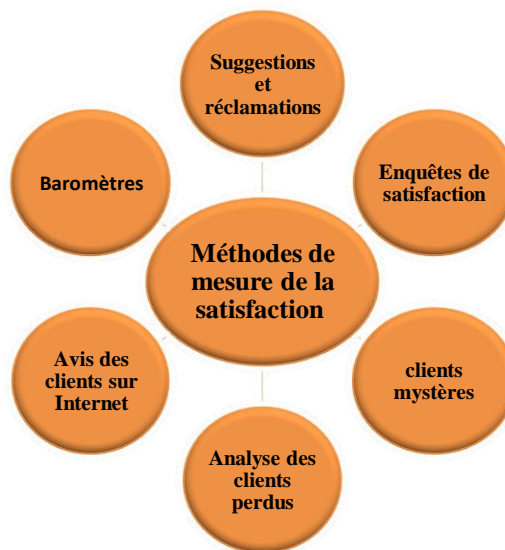 Suggestions
et
réclamations
Baromètres
Enquêtes de
satisfaction
Méthodes de
mesure de la
satisfaction
Avis des
clients sur
Internet
clients
mystères
Analyse des
clients
perdus